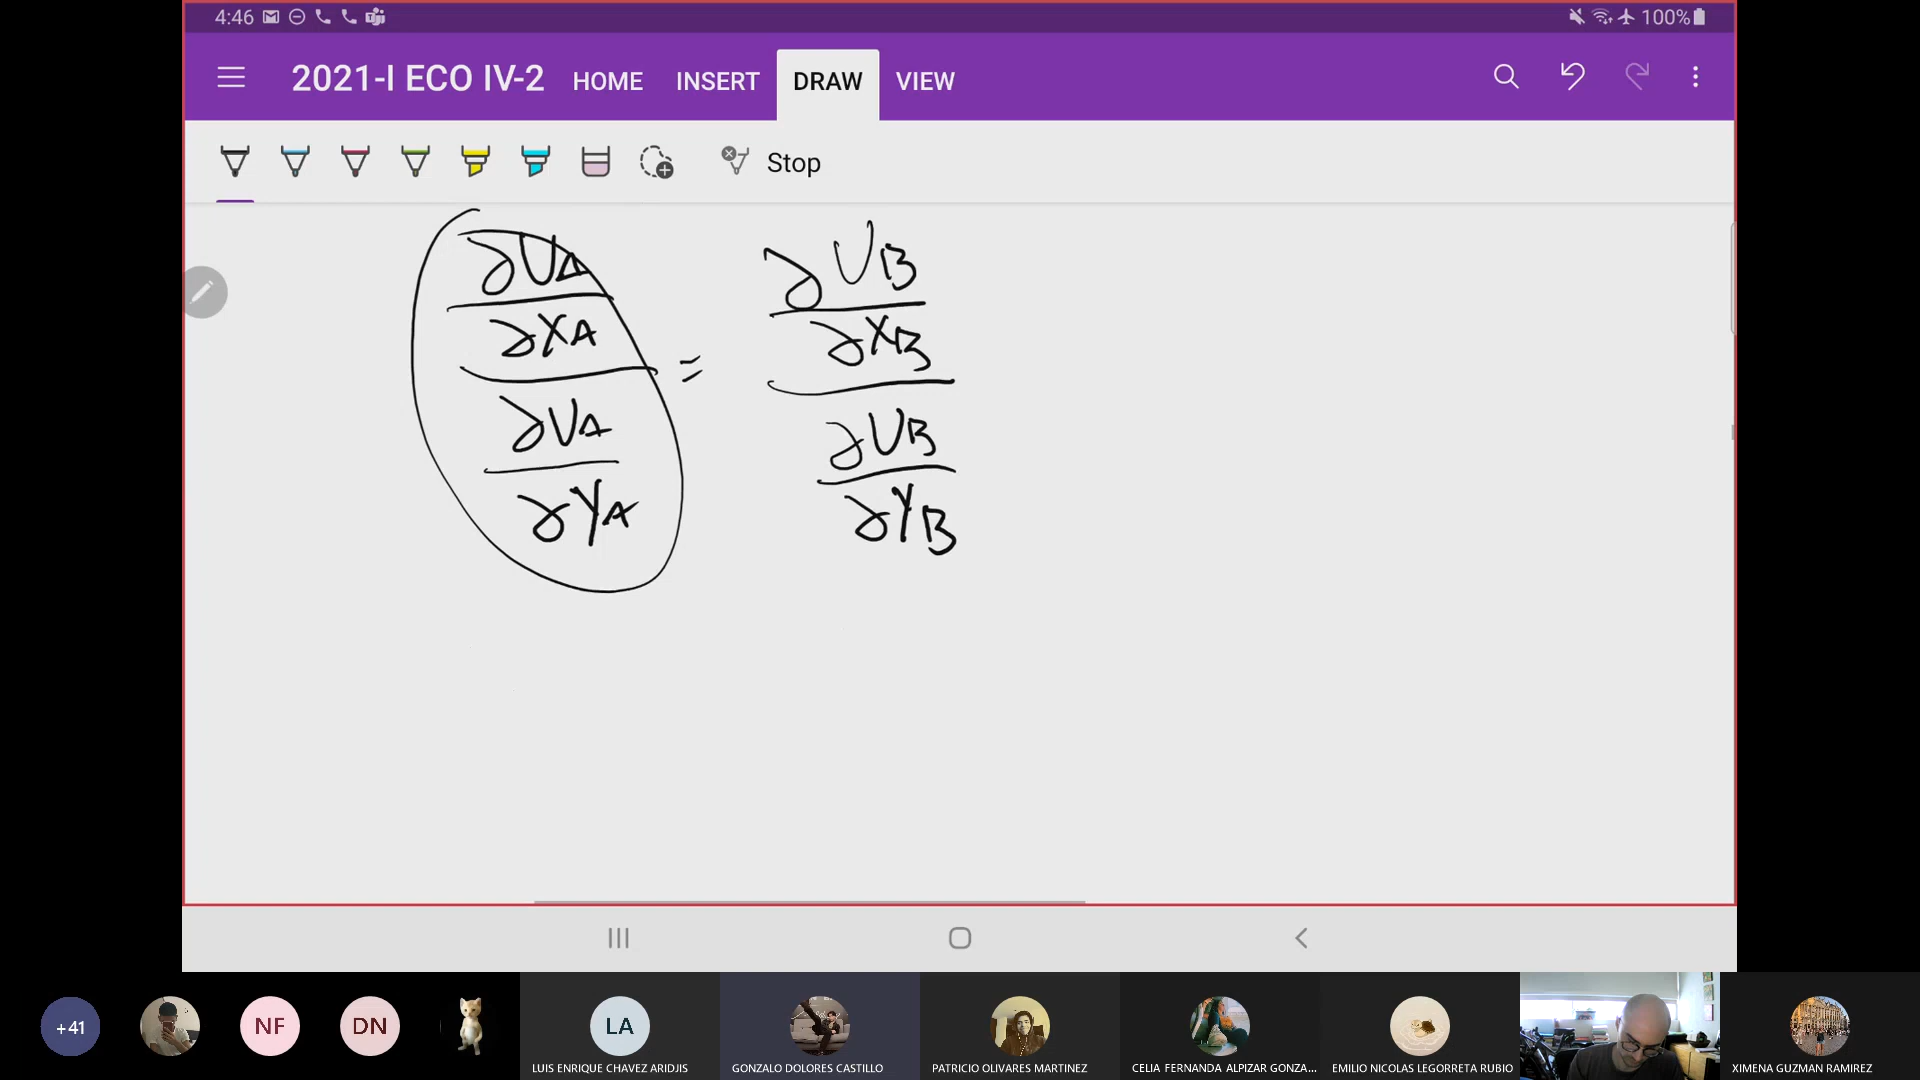 4:46 100%
2021-I ECO IV-2 HOME INSERT DRAW VIEW
Stop
∂UA ∂UB
∂XA = ∂XB
∂UA ∂UB
∂YA ∂YB
+41 NF DN LA
LUIS ENRIQUE CHAVEZ ARIDJIS GONZALO DOLORES CASTILLO PATRICIO OLIVARES MARTINEZ CELIA FERNANDA ALPIZAR GONZA... EMILIO NICOLAS LEGORRETA RUBIO XIMENA GUZMAN RAMIREZ